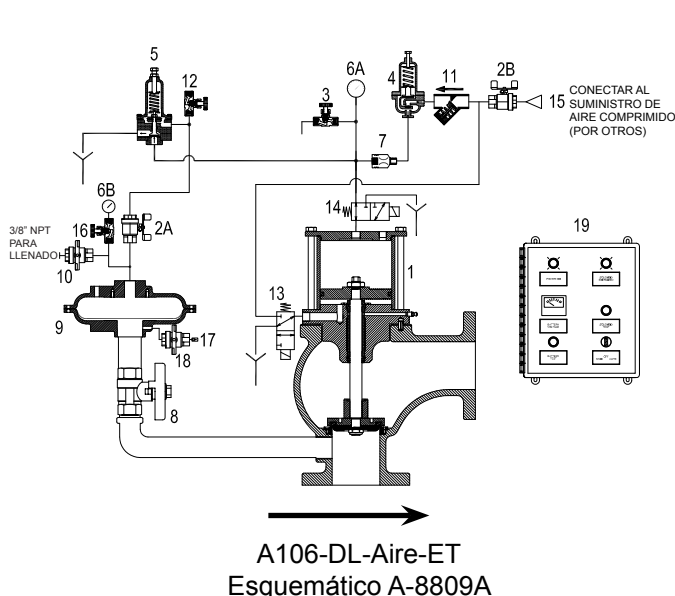 5
12
6A
4
11
2B
3
15 CONECTAR AL
SUMINISTRO DE
AIRE COMPRIMIDO
(POR OTROS)
7
6B
14
16
2A
19
3/8" NPT
PARA
LLENADO
10
1
13
9
17
18
8
A106-DL-Aire-ET
Esquemático A-8809A